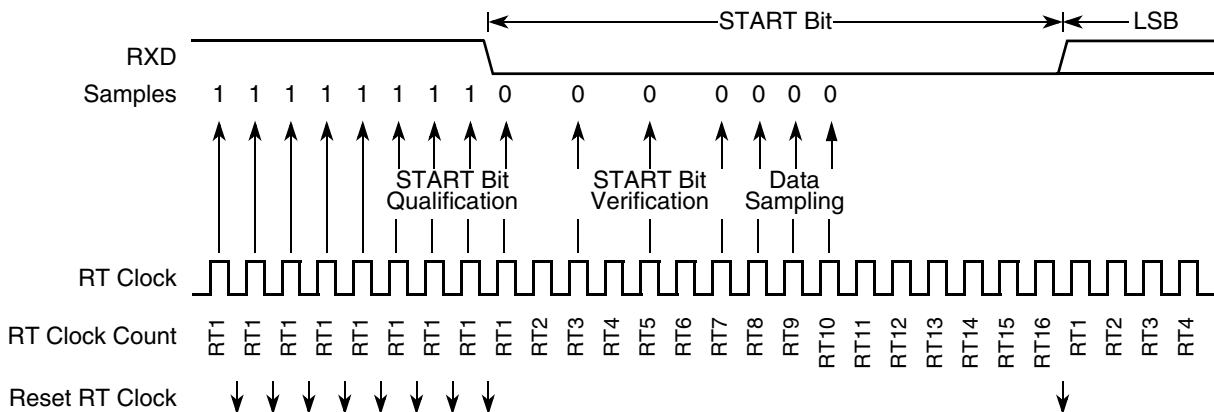 START Bit LSB
RXD
Samples 1 1 1 1 1 1 1 1 0 0 0 0 0 0 0
START Bit Qualification
START Bit Verification
Data Sampling
RT Clock
RT Clock Count RT1 RT1 RT1 RT1 RT1 RT1 RT1 RT1 RT1 RT2 RT3 RT4 RT5 RT6 RT7 RT8 RT9 RT10 RT11 RT12 RT13 RT14 RT15 RT16 RT1 RT2 RT3 RT4
Reset RT Clock